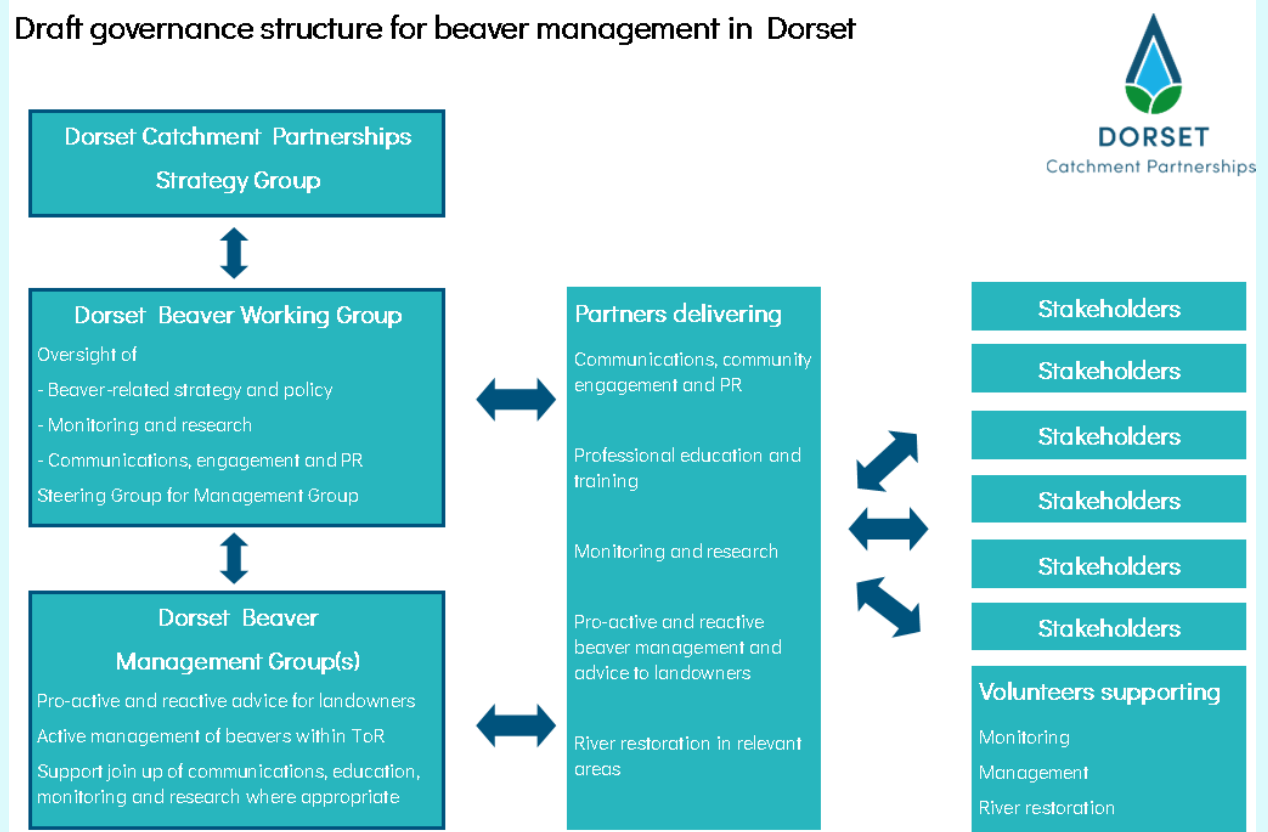 Draft governance structure for beaver management in Dorset
DORSET
Catchment Partnerships
Dorset Catchment Partnerships
Strategy Group
Dorset Beaver Working Group
Oversight of
- Beaver-related strategy and policy
- Monitoring and research
- Communications, engagement and PR
Steering Group for Management Group
Dorset Beaver
Management Group(s)
Pro-active and reactive advice for landowners
Active management of beavers within ToR
Support join up of communications, education,
monitoring and research where appropriate
Partners delivering
Communications, community
engagement and PR
Professional education and
training
Monitoring and research
Pro-active and reactive
beaver management and
advice to landowners
River restoration in relevant
areas
Stakeholders
Stakeholders
Stakeholders
Stakeholders
Stakeholders
Stakeholders
Volunteers supporting
Monitoring
Management
River restoration